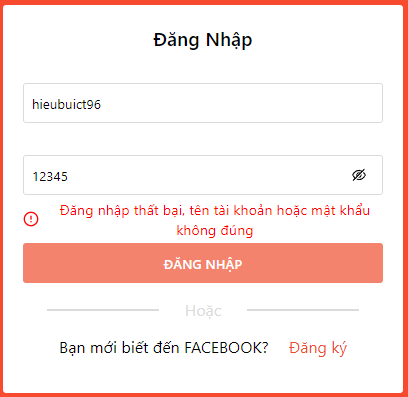 Đăng Nhập
hieubuict96
12345
Đăng nhập thất bại, tên tài khoản hoặc mật khẩu
không đúng
ĐĂNG NHẬP
Hoặc
Bạn mới biết đến FACEBOOK? Đăng ký